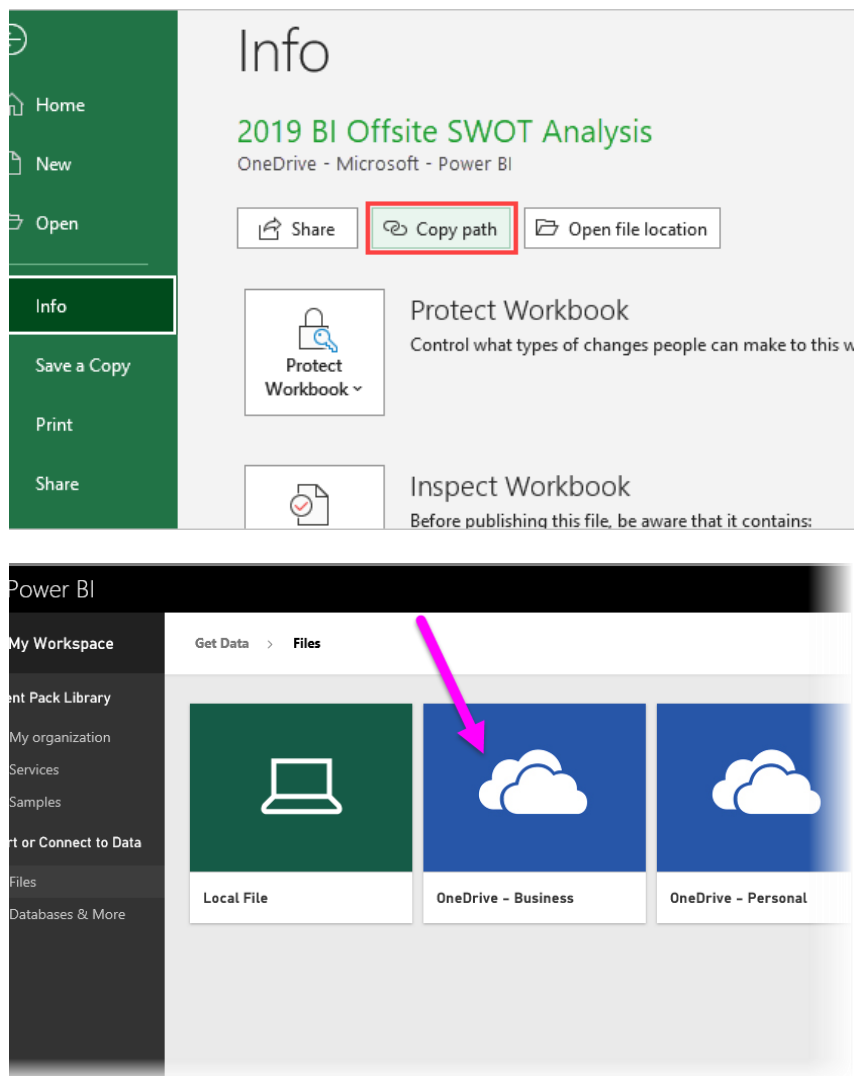 Info
Home
2019 BI Offsite SWOT Analysis
OneDrive - Microsoft - Power BI
New
Open
Share
Copy path
Open file location
Info
Protect Workbook
Control what types of changes people can make to this
Save a Copy
Protect
Workbook
Print
Share
Inspect Workbook
Before publishing this file, be aware that it contains:
Power BI
My Workspace
Get Data > Files
Pack Library
My organization
Services
Samples
or Connect to Data
Files
Databases & More
Local File
OneDrive – Business
OneDrive – Personal